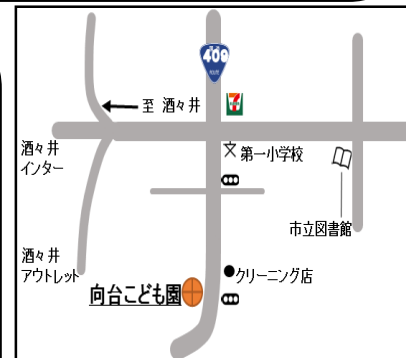 409
ROUTE
至 酒々井
酒々井
インター
第一小学校
市立図書館
酒々井
アウトレット
クリーニング店
向台こども園